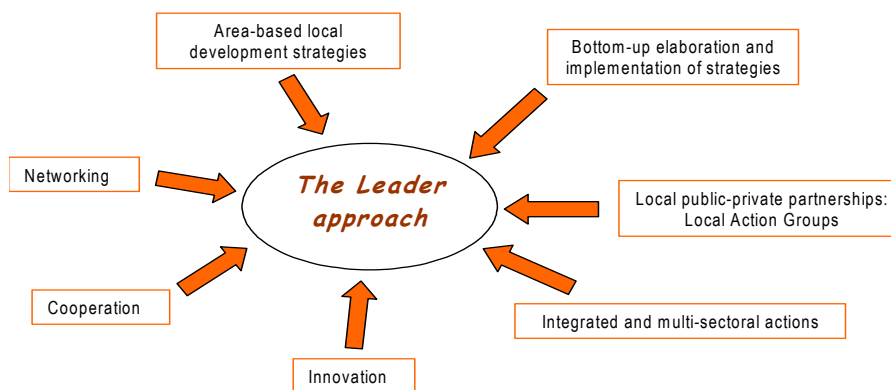 Area-based local
development strategies
Bottom-up elaboration and
implementation of strategies
Networking
The Leader
approach
Local public-private partnerships:
Local Action Groups
Cooperation
Integrated and multi-sectoral actions
Innovation